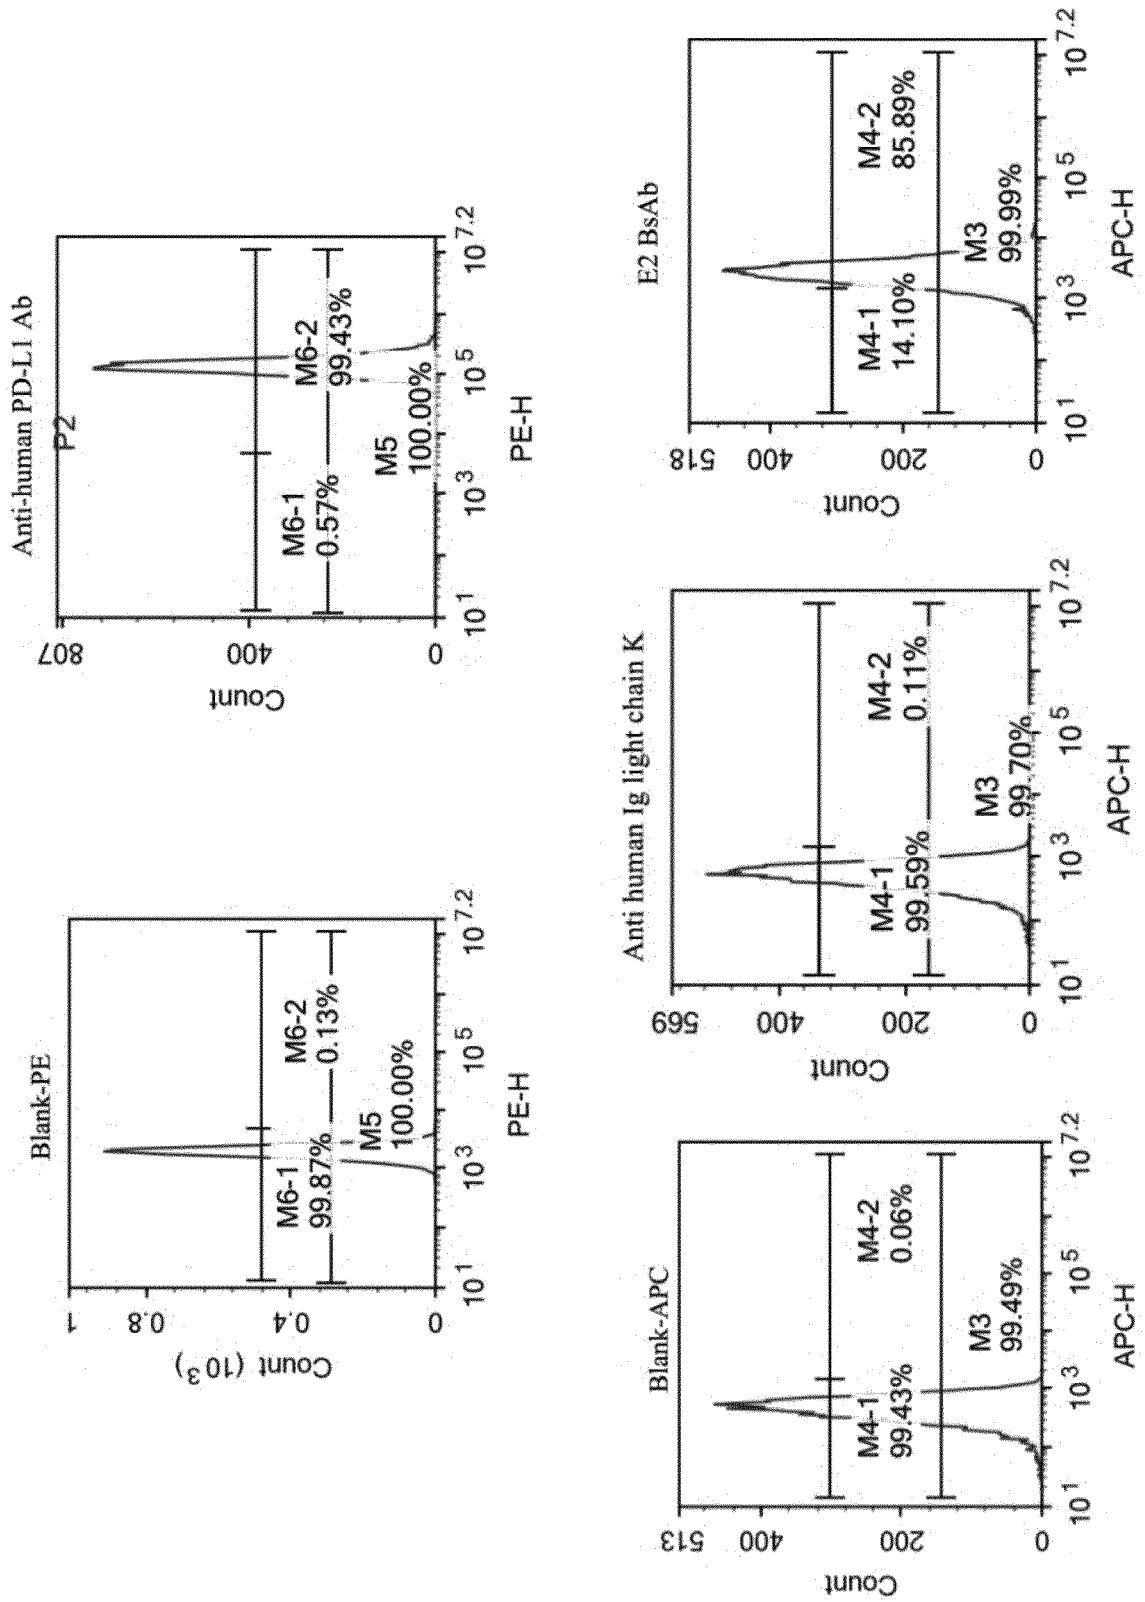 Blank-PE
Count (10 3)
1
0.8
0.4
0
M6-1
99.87%
M6-2
0.13%
M5
100.00%
10 1
10 3
10 5
10 7.2
PE-H
Anti-human PD-L1 Ab
P2
Count
807
400
0
M6-1
0.57%
M6-2
99.43%
M5
100.00%
10 1
10 3
10 5
10 7.2
PE-H
Blank-APC
Count
513
400
200
0
M4-1
99.43%
M4-2
0.06%
M3
99.49%
10 1
10 3
10 5
10 7.2
APC-H
Anti human Ig light chain K
Count
569
400
200
0
M4-1
99.59%
M4-2
0.11%
M3
99.70%
10 1
10 3
10 5
10 7.2
APC-H
E2 BsAb
Count
518
400
200
0
M4-1
14.10%
M4-2
85.89%
M3
99.99%
10 1
10 3
10 5
10 7.2
APC-H